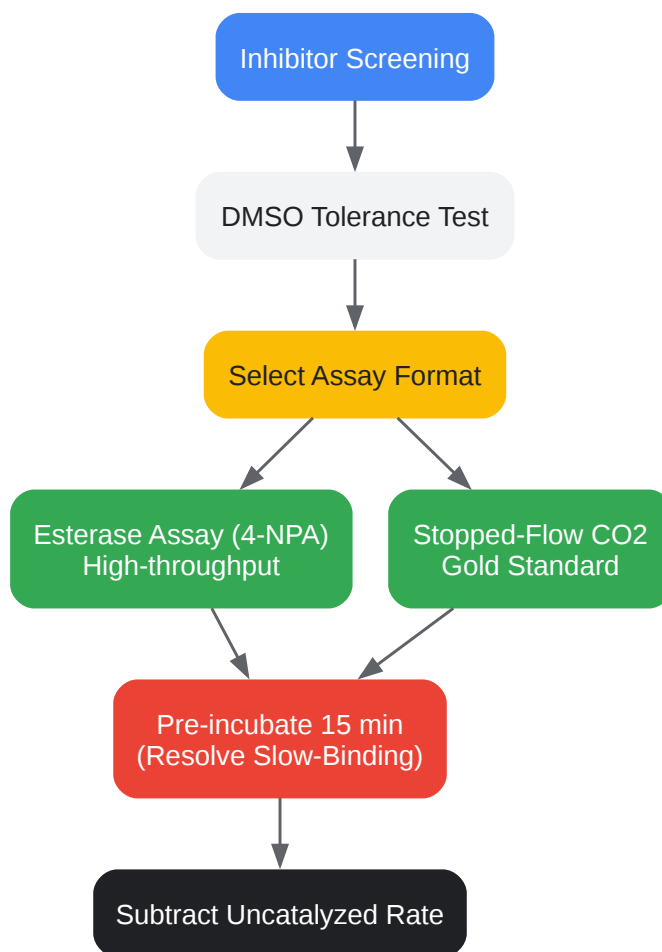 Inhibitor Screening
DMSO Tolerance Test
Select Assay Format
Esterase Assay (4-NPA)
High-throughput
Stopped-Flow CO2
Gold Standard
Pre-incubate 15 min
(Resolve Slow-Binding)
Subtract Uncatalyzed Rate